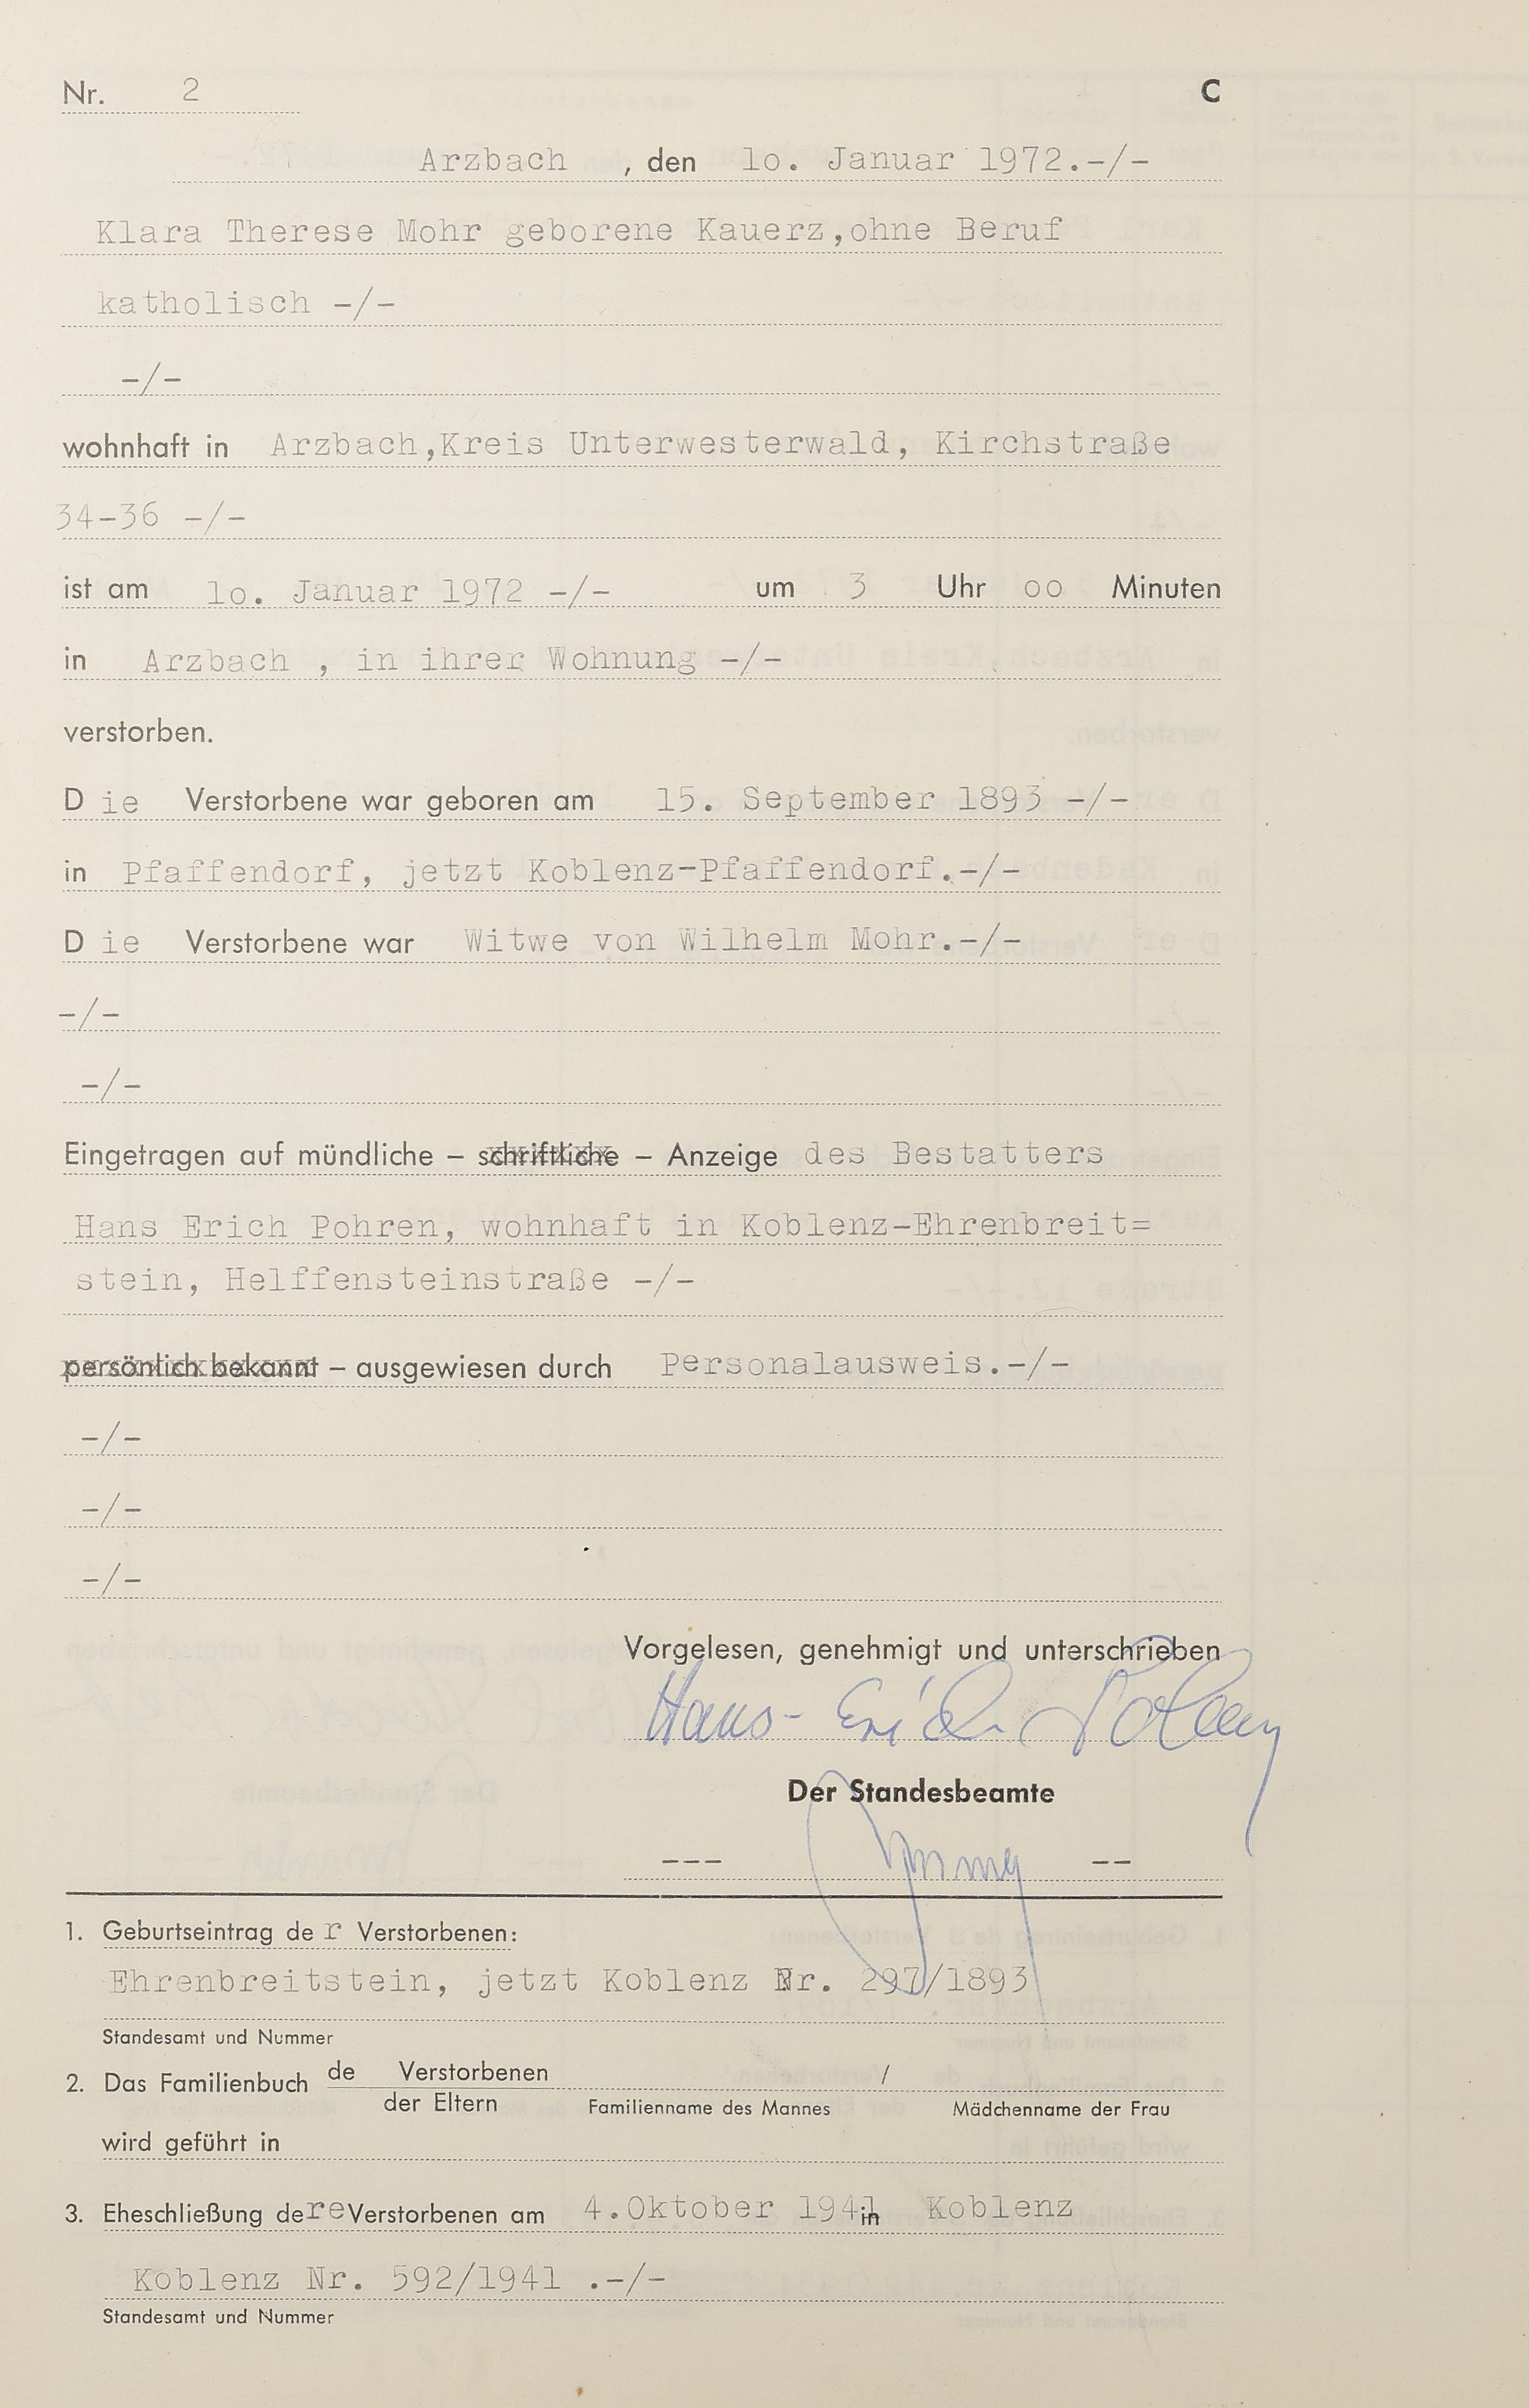 Nr. 2 C
Arzbach , den 1o. Januar 1972.-/-
Klara Therese Mohr geborene Kauerz,ohne Beruf
katholisch -/-
-/-
wohnhaft in Arzbach,Kreis Unterwesterwald, Kirchstraße
34-36 -/-
ist am 1o. Januar 1972 -/- um 3 Uhr oo Minuten
in Arzbach , in ihrer Wohnung -/-
verstorben.
D ie Verstorbene war geboren am 15. September 1893 -/-
in Pfaffendorf, jetzt Koblenz-Pfaffendorf.-/-
D ie Verstorbene war Witwe von Wilhelm Mohr.-/-
-/-
-/-
Eingetragen auf mündliche – schriftliche – Anzeige des Bestatters
Hans Erich Pohren, wohnhaft in Koblenz-Ehrenbreit=
stein, Helffensteinstraße -/-
persönlich bekannt – ausgewiesen durch Personalausweis.-/-
-/-
-/-
-/-
Vorgelesen, genehmigt und unterschrieben
Hans-Erich Pohren
Der Standesbeamte
--- --
1. Geburtseintrag de r Verstorbenen:
Ehrenbreitstein, jetzt Koblenz Nr. 297/1893
Standesamt und Nummer
2. Das Familienbuch de Verstorbenen /
der Eltern Familienname des Mannes Mädchenname der Frau
wird geführt in
3. Eheschließung dere Verstorbenen am 4.Oktober 1941 in Koblenz
Koblenz Nr. 592/1941 .-/-
Standesamt und Nummer